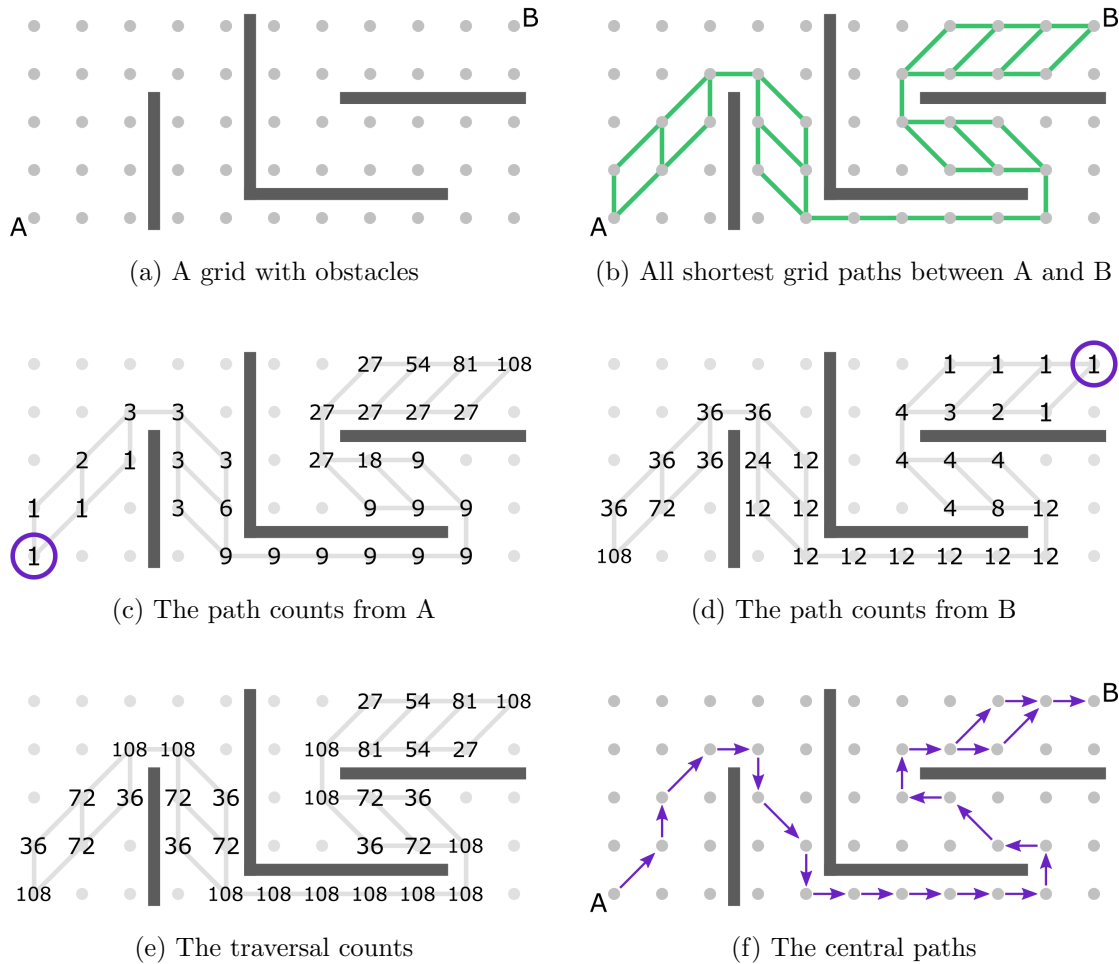 B
A
(a) A grid with obstacles
B
A
(b) All shortest grid paths between A and B
27 54 81 108
3 3 27 27 27 27
2 1 3 3 27 18 9
1 1 3 6 9 9 9
1 9 9 9 9 9 9
(c) The path counts from A
1 1 1 1
36 36 4 3 2 1
36 36 24 12 4 4 4
36 72 12 12 4 8 12
108 12 12 12 12 12 12
(d) The path counts from B
27 54 81 108
108 108 108 81 54 27
72 36 72 36 108 72 36
36 72 36 72 36 72 108
108 108 108 108 108 108 108
(e) The traversal counts
B
A
(f) The central paths